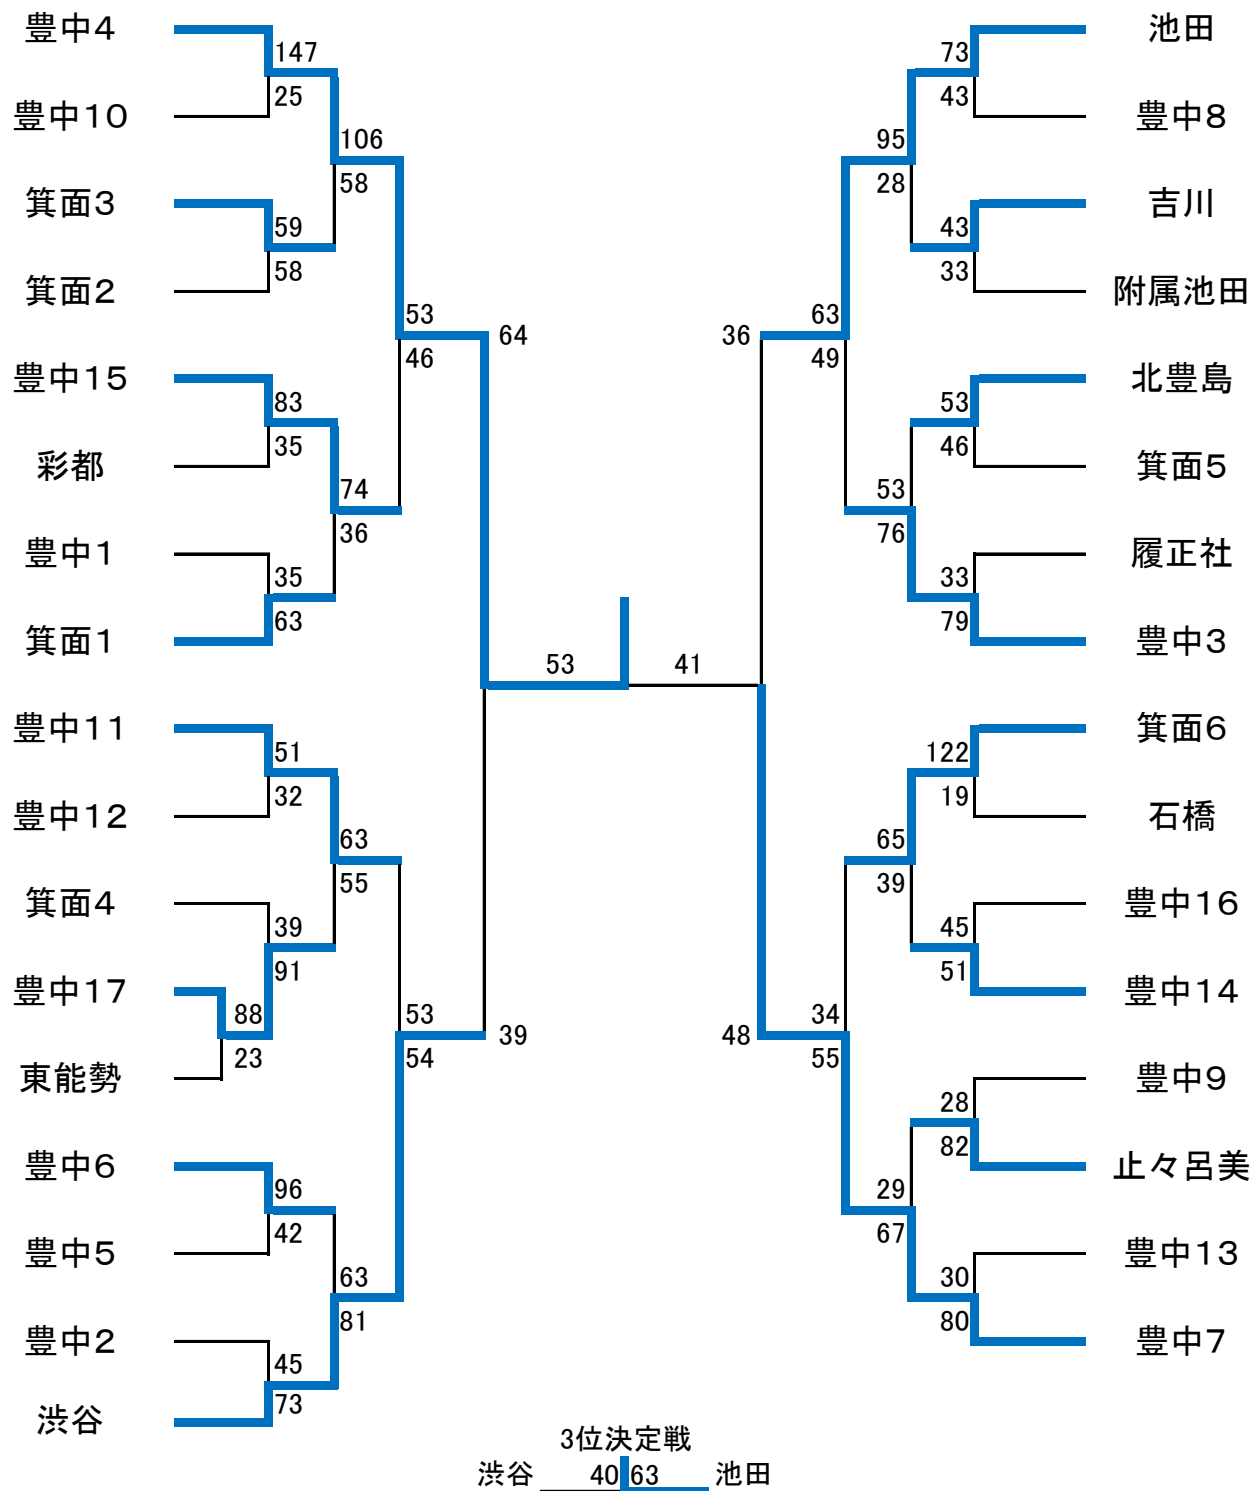 豊中4
147
25
豊中10
106
58
箕面3
59
58
箕面2
53
46
64
豊中15
83
35
彩都
74
36
豊中1
35
63
箕面1
53
豊中11
51
32
豊中12
63
55
箕面4
39
91
豊中17
88
23
東能勢
53
54
39
豊中6
96
42
豊中5
63
81
豊中2
45
73
渋谷
池田
73
43
豊中8
95
28
吉川
43
33
附属池田
36
63
49
北豊島
53
46
箕面5
53
76
履正社
33
79
豊中3
41
箕面6
122
19
石橋
65
39
豊中16
45
51
豊中14
48
34
55
豊中9
28
82
止々呂美
29
67
豊中13
30
80
豊中7
3位決定戦
渋谷 40 63 池田